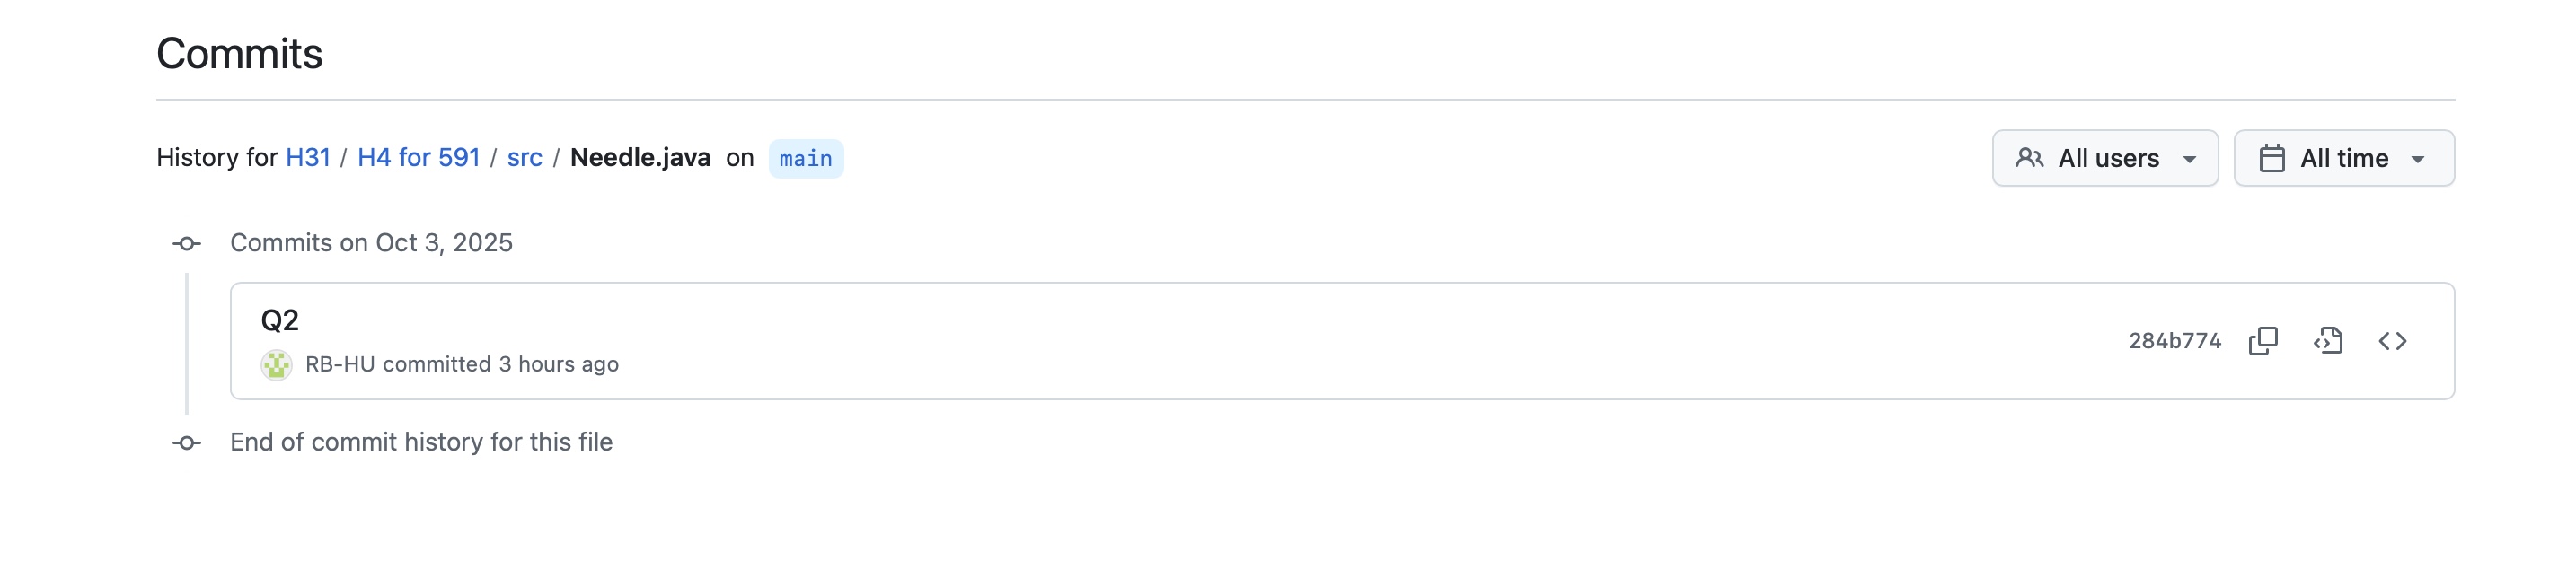 Commits
History for H31 / H4 for 591 / src / Needle.java on main
All users
All time
Commits on Oct 3, 2025
Q2
RB-HU committed 3 hours ago
284b774
End of commit history for this file